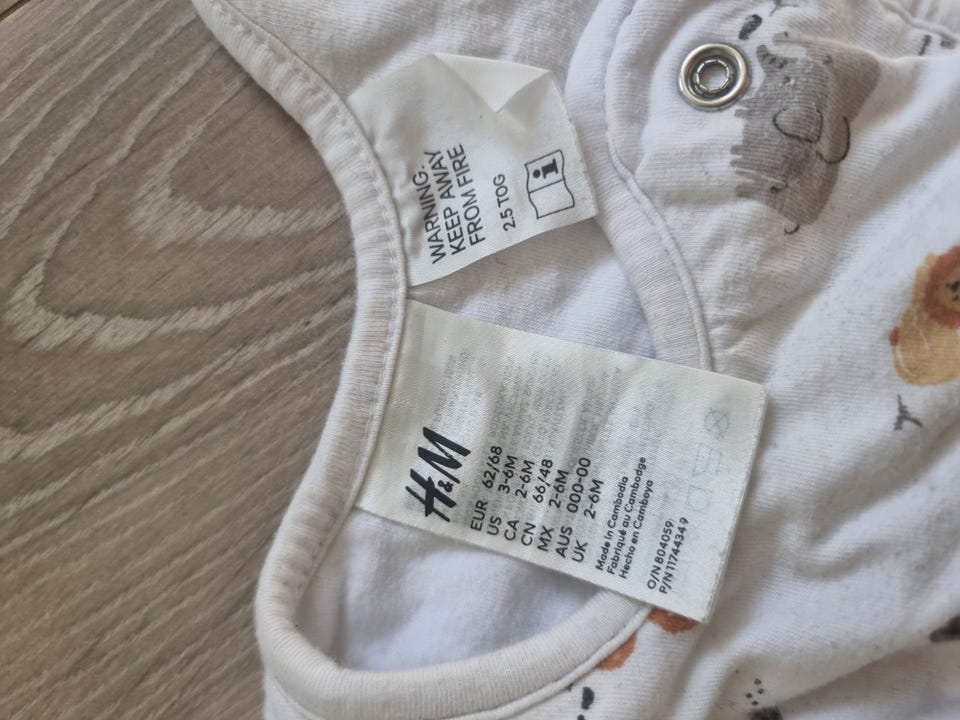 WARNING.
KEEP AWAY
FROM FIRE
2.5 TOG
H&M
EUR 62/68
US 3-6M
CA 2-6M
CN 66/48
MX 2-6M
AUS 000-00
UK 2-6M
Made in Cambodia
Fabriqué au Cambodge
Hecho en Camboya
O/N 804059
P/N 11744349